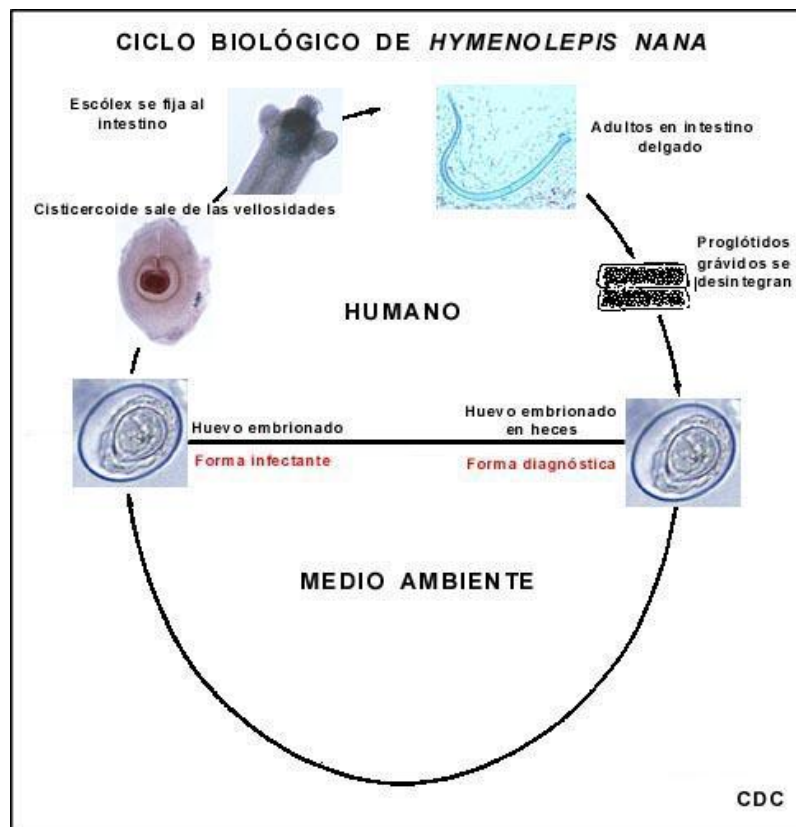 CICLO BIOLÓGICO DE HYMENOLEPIS NANA
Escólex se fija al
intestino
Adultos en intestino
delgado
Cisticercoide sale de las vellosidades
Proglótidos
grávidos se
desintegran
HUMANO
Huevo embrionado
Forma infectante
Huevo embrionado
en heces
Forma diagnóstica
MEDIO AMBIENTE
CDC